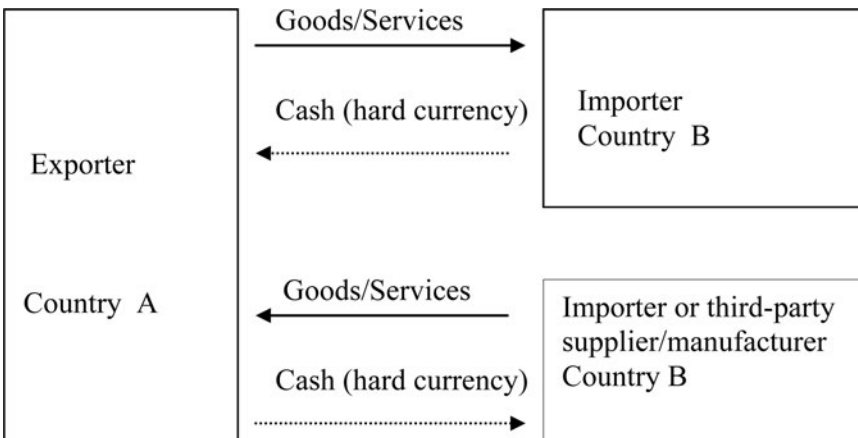 Goods/Services
Cash (hard currency)
Importer
Country B
Exporter
Country A
Goods/Services
Cash (hard currency)
Importer or third-party
supplier/manufacturer
Country B